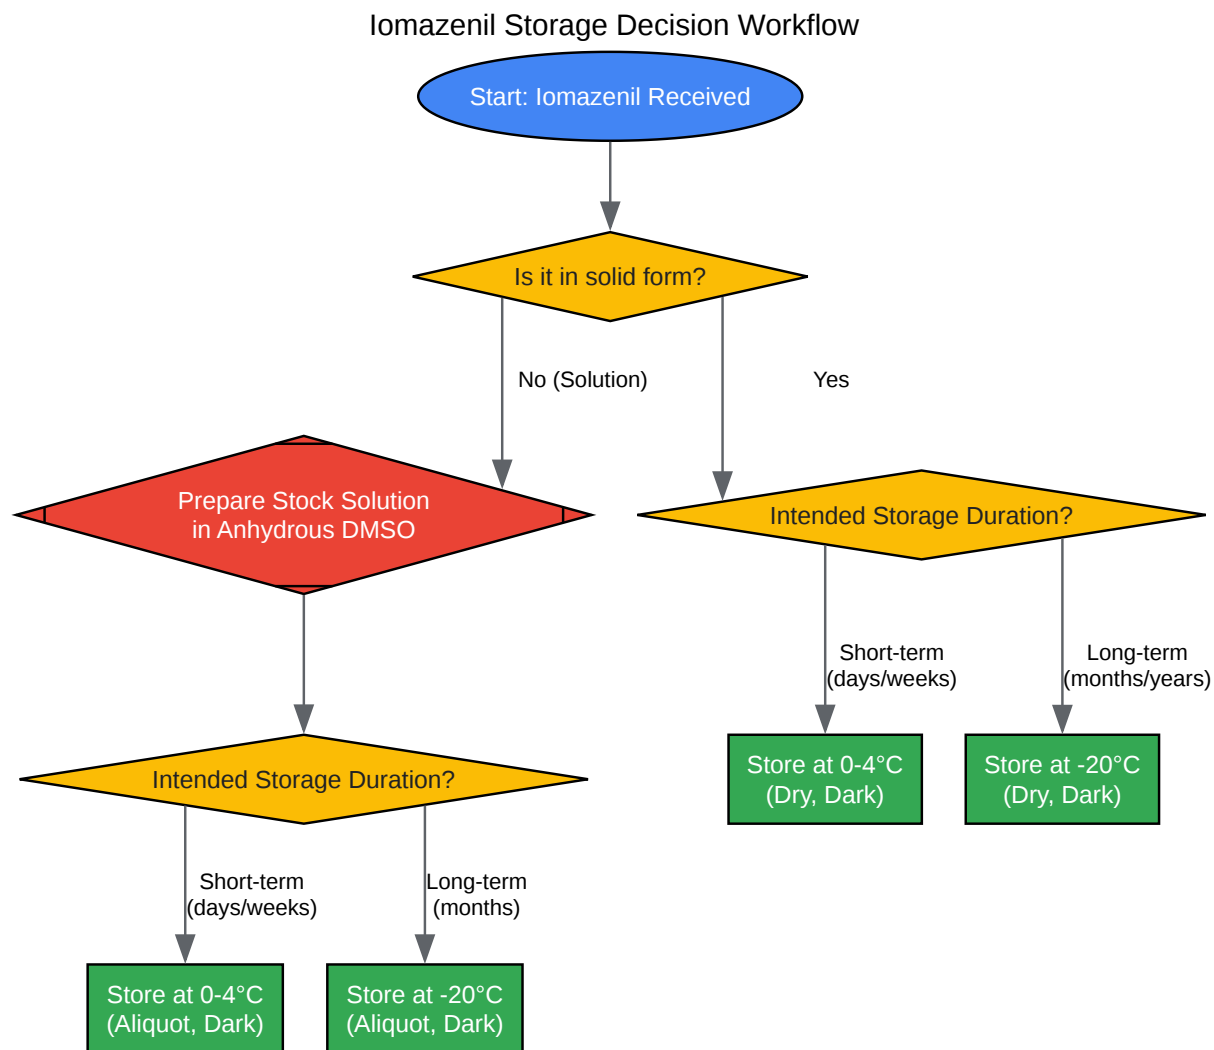 Iomazenil Storage Decision Workflow
Start: Iomazenil Received
Is it in solid form?
No (Solution)
Yes
Prepare Stock Solution
in Anhydrous DMSO
Intended Storage Duration?
Short-term
(days/weeks)
Long-term
(months/years)
Store at 0-4°C
(Dry, Dark)
Store at -20°C
(Dry, Dark)
Intended Storage Duration?
Short-term
(days/weeks)
Long-term
(months)
Store at 0-4°C
(Aliquot, Dark)
Store at -20°C
(Aliquot, Dark)